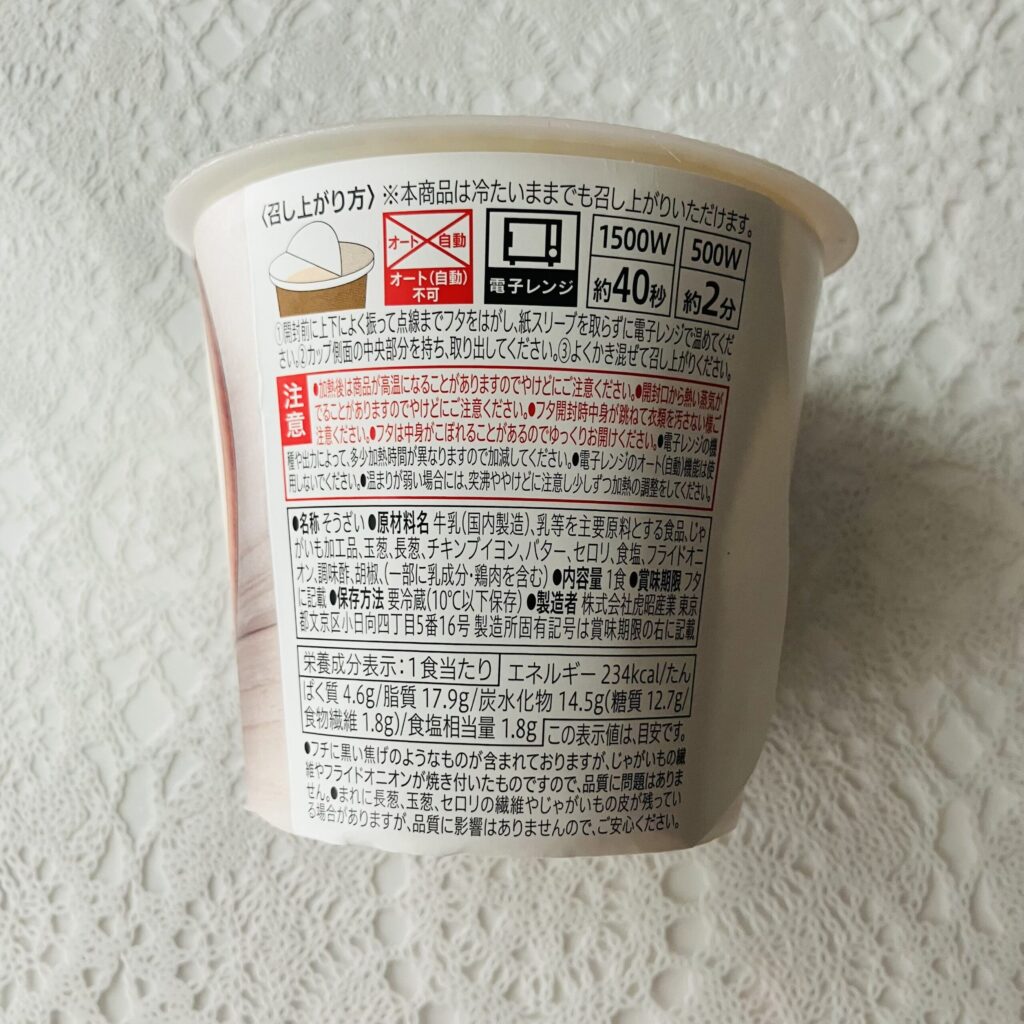 〈召し上がり方〉※本商品は冷たいままでも召し上がりいただけます。
オート 自動
オート(自動)
不可
電子レンジ
1500W
約40秒
500W
約2分
①開封前に上下によく振って点線までフタをはがし、紙スリーブを取らずに電子レンジで温めてくだ
さい。②カップ側面の中央部分を持ち、取り出してください。③よくかき混ぜて召し上がりください。
注意
●加熱後は商品が高温になることがありますのでやけどにご注意ください。●開封口から熱い蒸気が
でることがありますのでやけどにご注意ください。●フタ開封時中身が跳ねて衣類を汚さない様に
注意ください。●フタは中身がこぼれることがあるのでゆっくりお開けください。●電子レンジの機
種や出力によって、多少加熱時間が異なりますので加減してください。●電子レンジのオート(自動)機能は使
用しないでください。●温まりが弱い場合には、突沸ややけどに注意し少しずつ加熱の調整をしてください。
●名称 そうざい ●原材料名 牛乳(国内製造)、乳等を主要原料とする食品、じゃ
がいも加工品、玉葱、長葱、チキンブイヨン、バター、セロリ、食塩、フライドオニ
オン、調味酢、胡椒、(一部に乳成分・鶏肉を含む) ●内容量 1食 ●賞味期限 フタ
に記載 ●保存方法 要冷蔵(10℃以下保存) ●製造者 株式会社虎昭産業 東京
都文京区小日向四丁目5番16号 製造所固有記号は賞味期限の右に記載
栄養成分表示:1食当たり エネルギー 234kcal/たん
ぱく質 4.6g/脂質 17.9g/炭水化物 14.5g(糖質 12.7g/
食物繊維 1.8g)/食塩相当量 1.8g この表示値は、目安です。
●フチに黒い焦げのようなものが含まれておりますが、じゃがいもの繊
維やフライドオニオンが焼き付いたものですので、品質に問題はありま
せん。●まれに長葱、玉葱、セロリの繊維やじゃがいもの皮が残ってい
る場合がありますが、品質に影響はありませんので、ご安心ください。